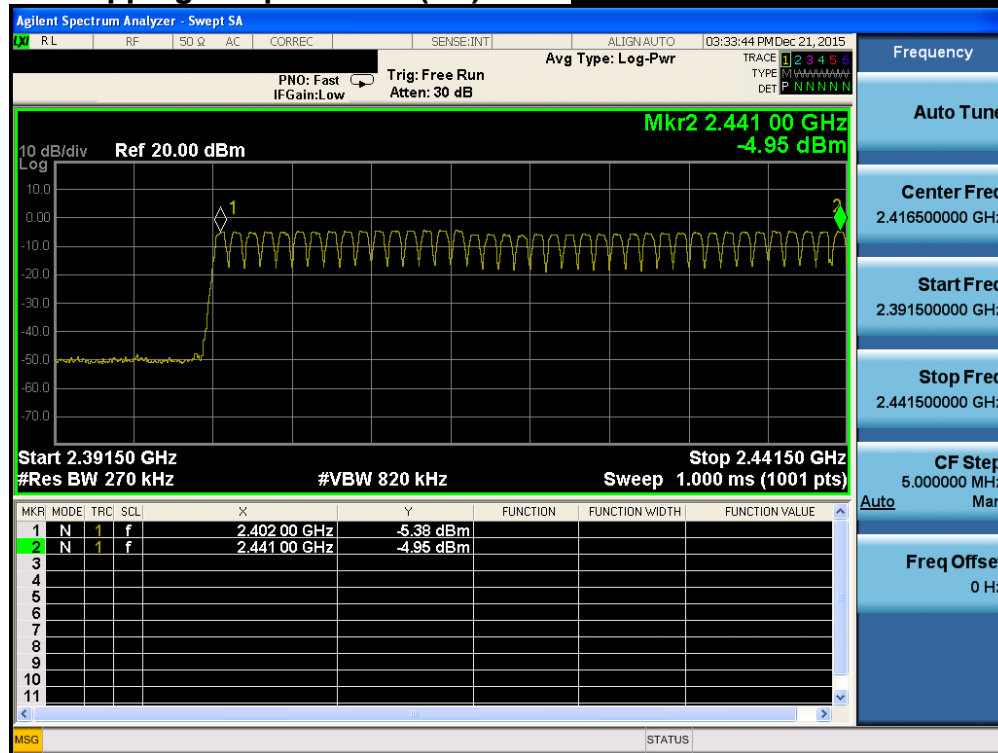 Agilent Spectrum Analyzer - Swept SA
LXI RL RF 50 Ω AC CORREC SENSE:INT ALIGN AUTO 03:33:44 PM Dec 21, 2015
Avg Type: Log-Pwr
TRACE 1 2 3 4 5 6
PNO: Fast Trig: Free Run
TYPE M WWWWW
IFGain:Low Atten: 30 dB
DET P N N N N N
Mkr2 2.441 00 GHz
-4.95 dBm
10 dB/div Ref 20.00 dBm
Log
10.0
0.00
-10.0
-20.0
-30.0
-40.0
-50.0
-60.0
-70.0
1
2
Start 2.39150 GHz Stop 2.44150 GHz
#Res BW 270 kHz #VBW 820 kHz Sweep 1.000 ms (1001 pts)
MKR MODE TRC SCL X Y FUNCTION FUNCTION WIDTH FUNCTION VALUE
1 N 1 f 2.402 00 GHz -5.38 dBm
2 N 1 f 2.441 00 GHz -4.95 dBm
3
4
5
6
7
8
9
10
11
MSG STATUS
Frequency
Auto Tune
Center Freq
2.416500000 GHz
Start Freq
2.391500000 GHz
Stop Freq
2.441500000 GHz
CF Step
5.000000 MHz
Auto Man
Freq Offset
0 Hz